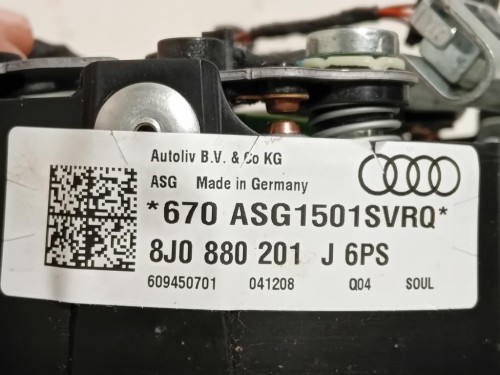 Autoliv B.V. & Co KG
ASG Made in Germany
*670 ASG1501SVRQ*
8J0 880 201 J 6PS
609450701 041208 Q04 SOUL